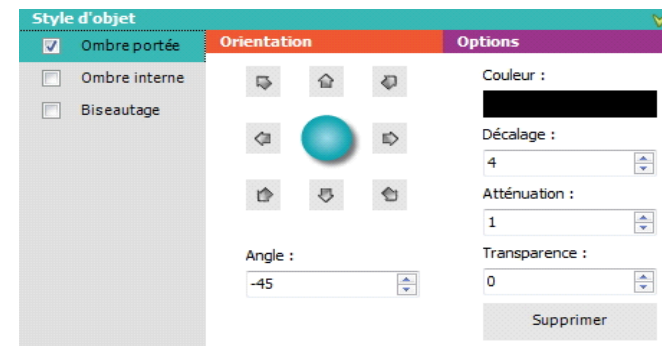 Style d'objet
Ombre portée
Ombre interne
Biseautage
Orientation
Angle :
-45
Options
Couleur :
Décalage :
4
Atténuation :
1
Transparence :
0
Supprimer